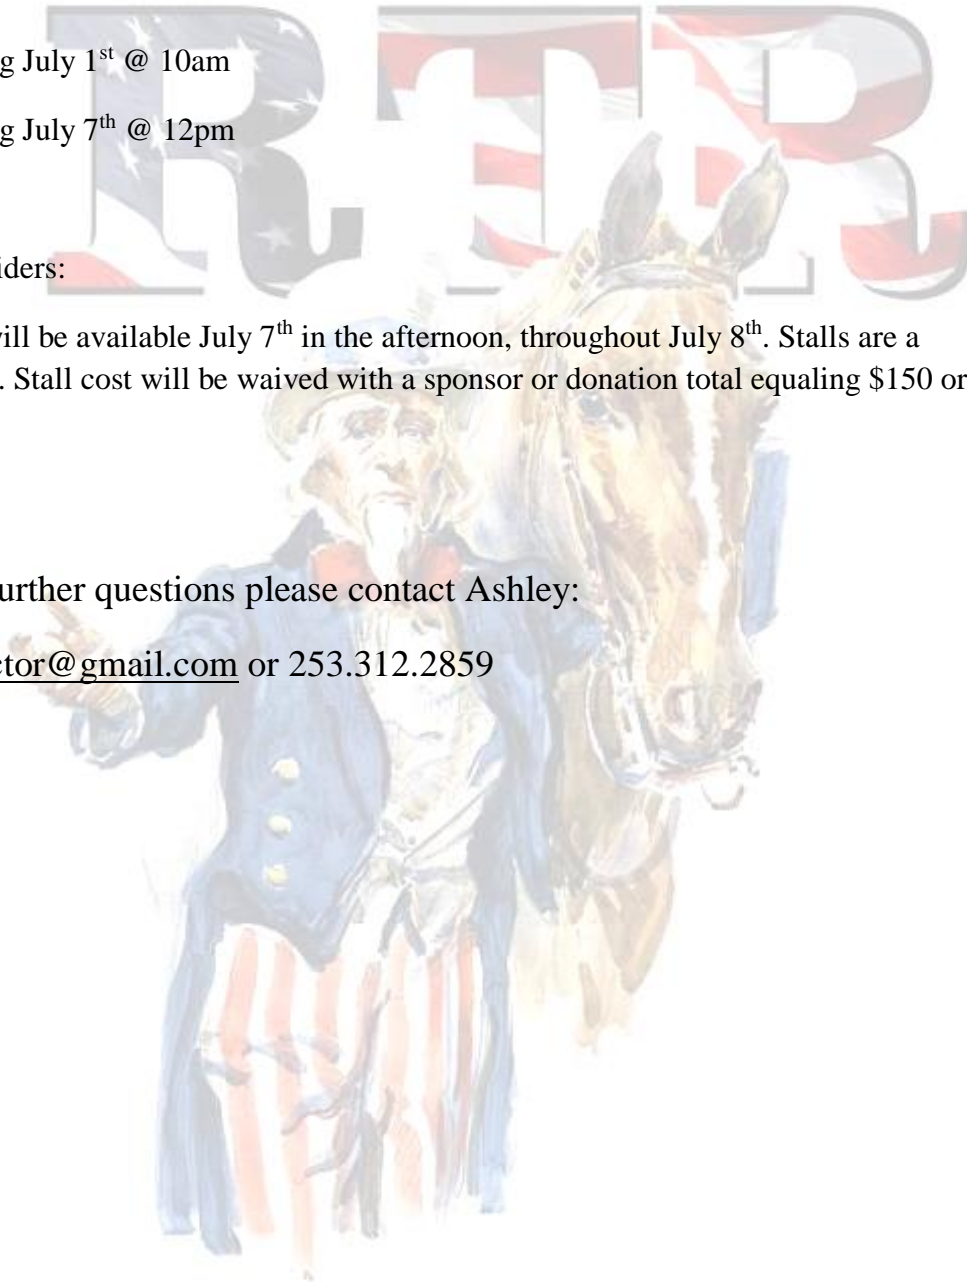 RTR
g July 1st @ 10am
g July 7th @ 12pm
iders:
will be available July 7th in the afternoon, throughout July 8th. Stalls are a
. Stall cost will be waived with a sponsor or donation total equaling $150 or
urther questions please contact Ashley:
ctor@gmail.com or 253.312.2859